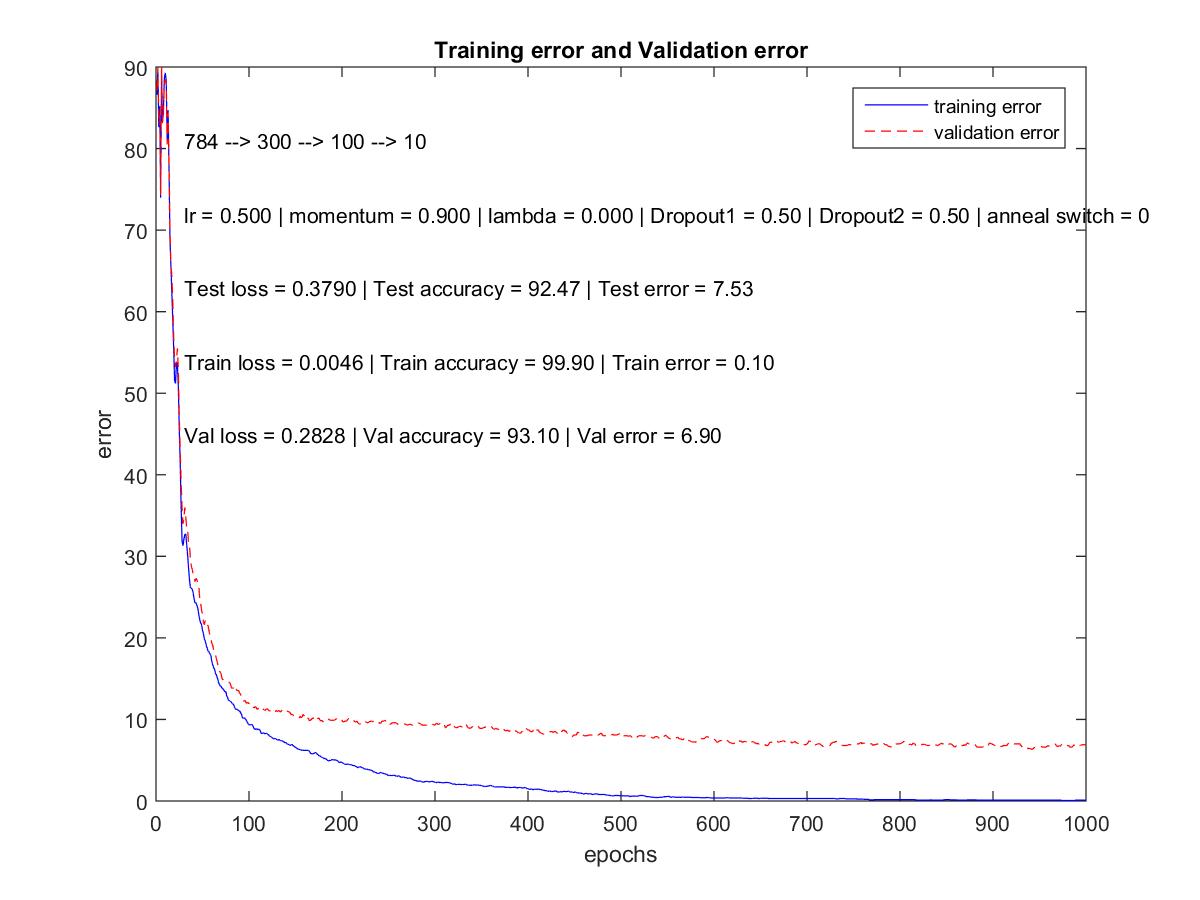 Training error and Validation error
training error
validation error
784 --> 300 --> 100 --> 10
lr = 0.500 | momentum = 0.900 | lambda = 0.000 | Dropout1 = 0.50 | Dropout2 = 0.50 | anneal switch = 0
Test loss = 0.3790 | Test accuracy = 92.47 | Test error = 7.53
Train loss = 0.0046 | Train accuracy = 99.90 | Train error = 0.10
Val loss = 0.2828 | Val accuracy = 93.10 | Val error = 6.90
error
90
80
70
60
50
40
30
20
10
0
0 100 200 300 400 500 600 700 800 900 1000
epochs